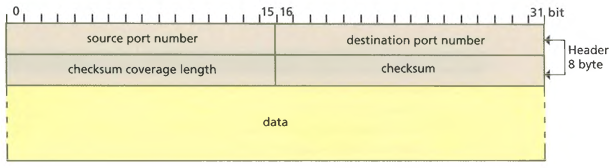 0 15 16 31 bit
source port number destination port number
Header
8 byte
checksum coverage length checksum
data